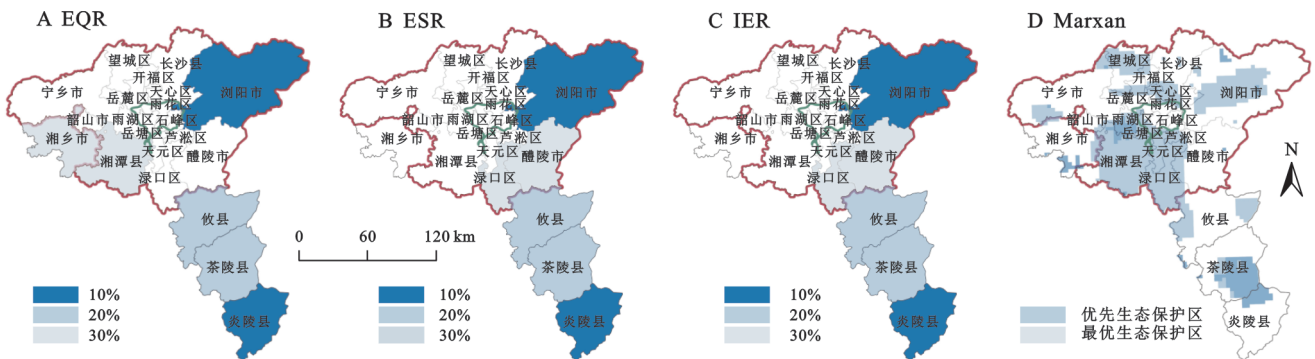 A EQR
望城区
长沙县
开福区
宁乡市
岳麓区
天心区
雨花区
浏阳市
韶山市
雨湖区
石峰区
岳塘区
芦淞区
湘乡市
湘潭县
天元区
醴陵市
渌口区
攸县
茶陵县
炎陵县
10%
20%
30%
0 60 120 km
B ESR
望城区
长沙县
开福区
宁乡市
岳麓区
天心区
雨花区
浏阳市
韶山市
雨湖区
石峰区
岳塘区
芦淞区
湘乡市
湘潭县
天元区
醴陵市
渌口区
攸县
茶陵县
炎陵县
10%
20%
30%
C IER
望城区
长沙县
开福区
宁乡市
岳麓区
天心区
雨花区
浏阳市
韶山市
雨湖区
石峰区
岳塘区
芦淞区
湘乡市
湘潭县
天元区
醴陵市
渌口区
攸县
茶陵县
炎陵县
10%
20%
30%
D Marxan
望城区
长沙县
开福区
宁乡市
岳麓区
天心区
雨花区
浏阳市
韶山市
雨湖区
石峰区
岳塘区
芦淞区
湘乡市
湘潭县
天元区
醴陵市
渌口区
攸县
茶陵县
炎陵县
N
优先生态保护区
最优生态保护区